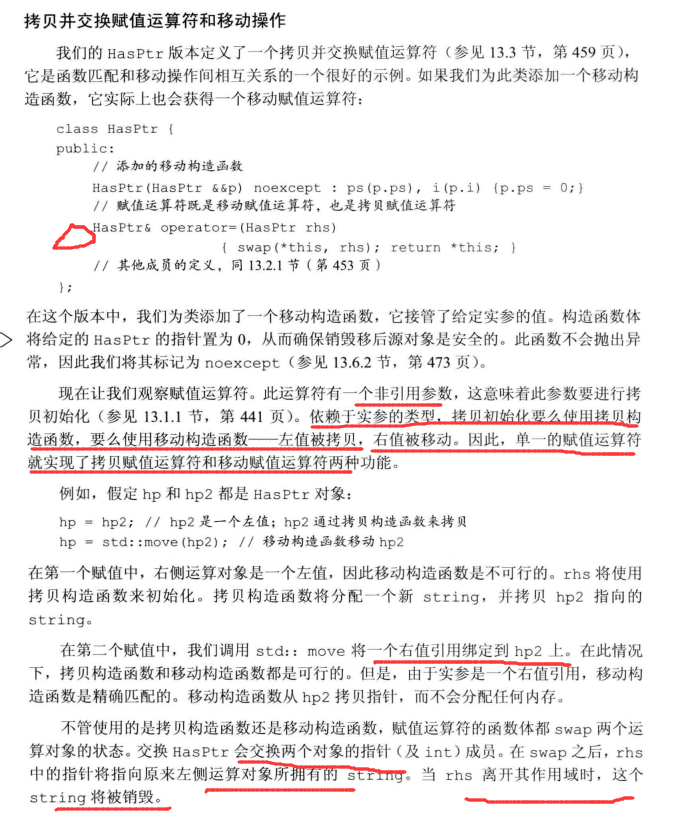 拷贝并交换赋值运算符和移动操作
我们的 HasPtr 版本定义了一个拷贝并交换赋值运算符（参见 13.3 节，第 459 页），
它是函数匹配和移动操作间相互关系的一个很好的示例。如果我们为此类添加一个移动构
造函数，它实际上也会获得一个移动赋值运算符：
class HasPtr {
public:
// 添加的移动构造函数
HasPtr(HasPtr &&p) noexcept : ps(p.ps), i(p.i) {p.ps = 0;}
// 赋值运算符既是移动赋值运算符，也是拷贝赋值运算符
HasPtr& operator=(HasPtr rhs)
{ swap(*this, rhs); return *this; }
// 其他成员的定义，同 13.2.1 节（第 453 页）
};
在这个版本中，我们为类添加了一个移动构造函数，它接管了给定实参的值。构造函数体
将给定的 HasPtr 的指针置为 0，从而确保销毁移后源对象是安全的。此函数不会抛出异
常，因此我们将其标记为 noexcept（参见 13.6.2 节，第 473 页）。
现在让我们观察赋值运算符。此运算符有一个非引用参数，这意味着此参数要进行拷
贝初始化（参见 13.1.1 节，第 441 页）。依赖于实参的类型，拷贝初始化要么使用拷贝构
造函数，要么使用移动构造函数——左值被拷贝，右值被移动。因此，单一的赋值运算符
就实现了拷贝赋值运算符和移动赋值运算符两种功能。
例如，假定 hp 和 hp2 都是 HasPtr 对象：
hp = hp2; // hp2 是一个左值；hp2 通过拷贝构造函数来拷贝
hp = std::move(hp2); // 移动构造函数移动 hp2
在第一个赋值中，右侧运算对象是一个左值，因此移动构造函数是不可行的。rhs 将使用
拷贝构造函数来初始化。拷贝构造函数将分配一个新 string，并拷贝 hp2 指向的
string。
在第二个赋值中，我们调用 std:: move 将一个右值引用绑定到 hp2 上。在此情况
下，拷贝构造函数和移动构造函数都是可行的。但是，由于实参是一个右值引用，移动构
造函数是精确匹配的。移动构造函数从 hp2 拷贝指针，而不会分配任何内存。
不管使用的是拷贝构造函数还是移动构造函数，赋值运算符的函数体都 swap 两个运
算对象的状态。交换 HasPtr 会交换两个对象的指针（及 int）成员。在 swap 之后，rhs
中的指针将指向原来左侧运算对象所拥有的 string。当 rhs 离开其作用域时，这个
string 将被销毁。